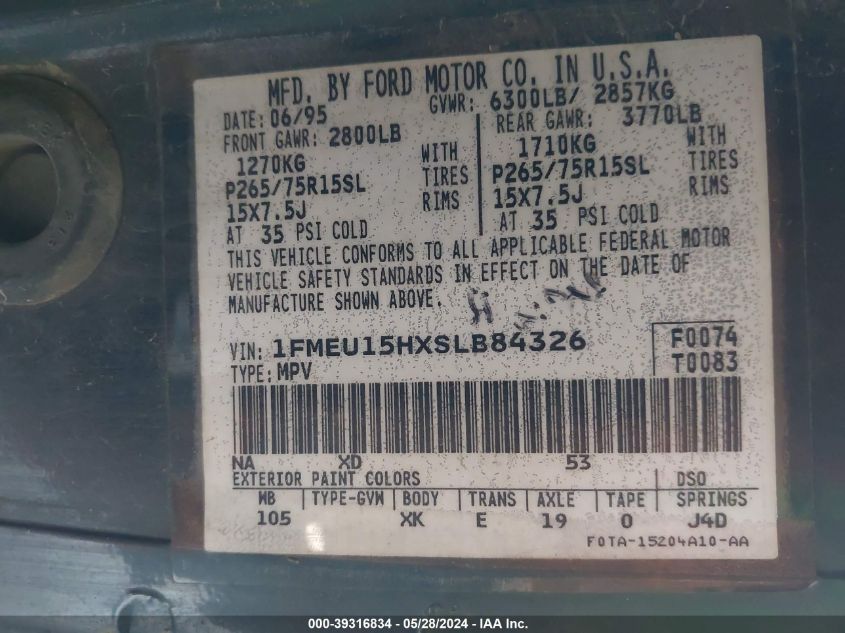 MFD. BY FORD MOTOR CO. IN U.S.A.
DATE: 06/95 GVWR: 6300LB/ 2857KG
FRONT GAWR: 2800LB REAR GAWR: 3770LB
1270KG WITH 1710KG WITH
P265/75R15SL TIRES P265/75R15SL TIRES
15X7.5J RIMS 15X7.5J RIMS
AT 35 PSI COLD AT 35 PSI COLD
THIS VEHICLE CONFORMS TO ALL APPLICABLE FEDERAL MOTOR
VEHICLE SAFETY STANDARDS IN EFFECT ON THE DATE OF
MANUFACTURE SHOWN ABOVE.
VIN: 1FMEU15HXSLB84326 F0074
TYPE: MPV T0083
NA XD 53
EXTERIOR PAINT COLORS DSO
WB TYPE-GVW BODY TRANS AXLE TAPE SPRINGS
105 XK E 19 0 J4D
F0TA-15204A10-AA
000-39316834 - 05/28/2024 - IAA Inc.